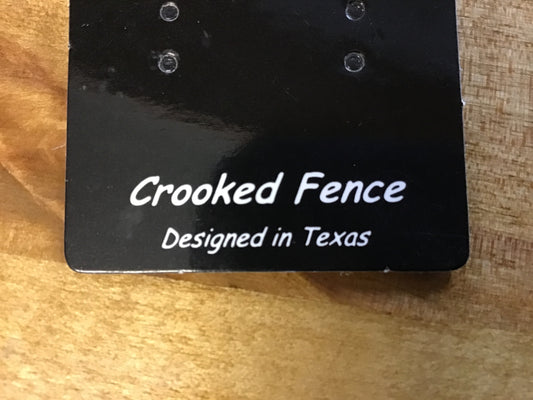 Crooked Fence
Designed in Texas